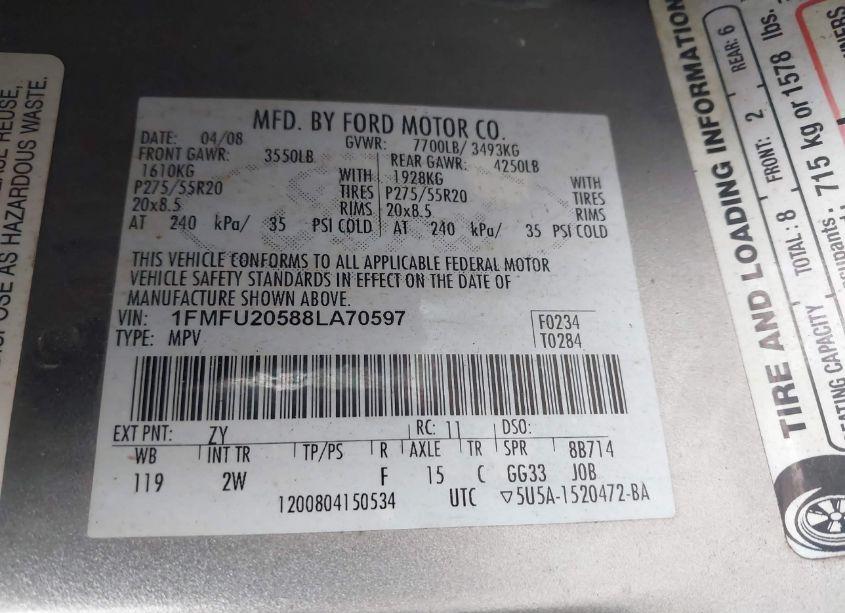 MFD. BY FORD MOTOR CO.
DATE: 04/08 GVWR: 7700LB/ 3493KG
FRONT GAWR: 3550LB REAR GAWR: 4250LB
1610KG WITH 1928KG WITH
P275/55R20 TIRES P275/55R20 TIRES
20x8.5 RIMS 20x8.5 RIMS
AT 240 kPa/ 35 PSI COLD AT 240 kPa/ 35 PSI COLD
THIS VEHICLE CONFORMS TO ALL APPLICABLE FEDERAL MOTOR
VEHICLE SAFETY STANDARDS IN EFFECT ON THE DATE OF
MANUFACTURE SHOWN ABOVE.
VIN: 1FMFU20588LA70597 F0234
TYPE: MPV T0284
EXT PNT: ZY RC: 11 DSO:
WB INT TR TP/PS R AXLE TR SPR 8B714
119 2W F 15 C GG33 JOB
1200804150534 UTC ▽5U5A-1520472-BA
REUSE,
POSE AS HAZARDOUS WASTE.
TIRE AND LOADING INFORMATION
SEATING CAPACITY TOTAL: 8 FRONT: 2 REAR: 6
715 kg or 1578 lbs.